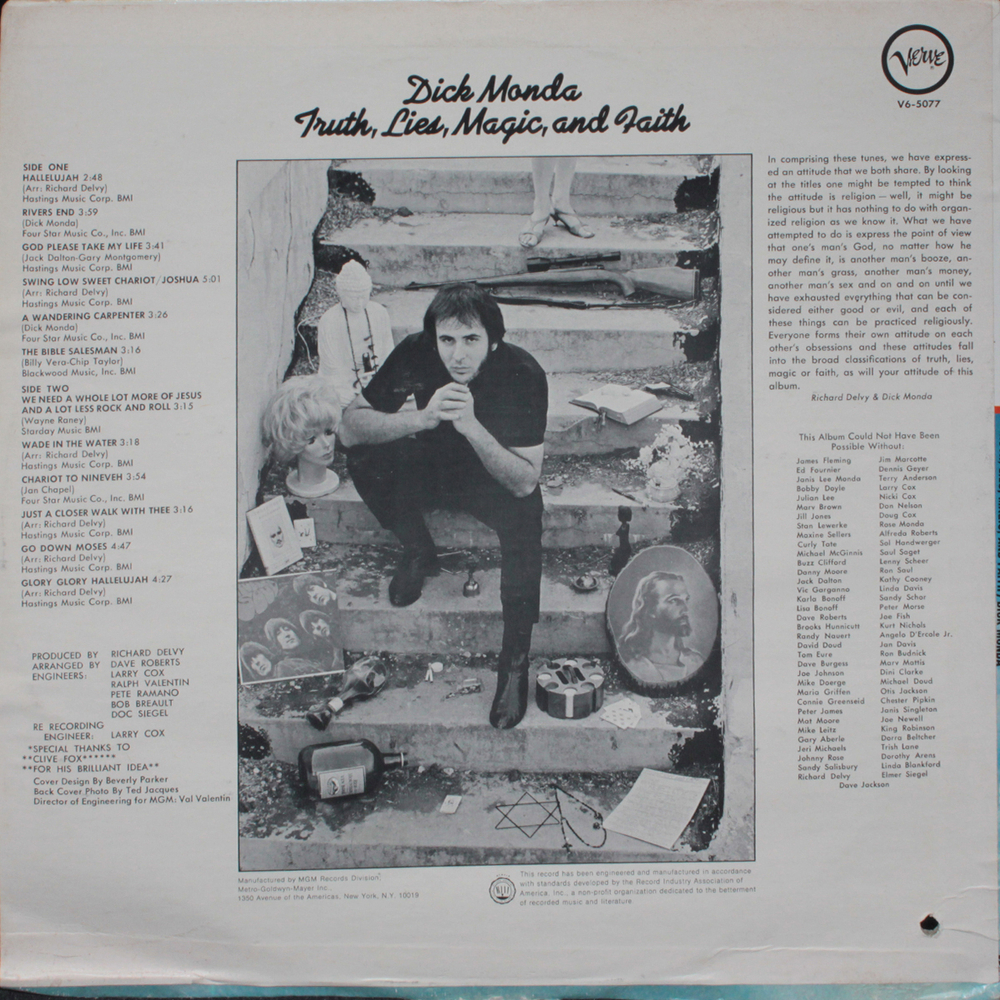 Verve
V6-5077
Dick Monda
Truth, Lies, Magic, and Faith
SIDE ONE
HALLELUJAH 2:48
(Arr: Richard Delvy)
Hastings Music Corp. BMI
RIVERS END 3:59
(Dick Monda)
Four Star Music Co., Inc. BMI
GOD PLEASE TAKE MY LIFE 3:41
(Jack Dalton-Gary Montgomery)
Hastings Music Corp. BMI
SWING LOW SWEET CHARIOT/JOSHUA 5:01
(Arr: Richard Delvy)
Hastings Music Corp. BMI
A WANDERING CARPENTER 3:26
(Dick Monda)
Four Star Music Co., Inc. BMI
THE BIBLE SALESMAN 3:16
(Billy Vera-Chip Taylor)
Blackwood Music, Inc. BMI
SIDE TWO
WE NEED A WHOLE LOT MORE OF JESUS
AND A LOT LESS ROCK AND ROLL 3:15
(Wayne Raney)
Starday Music BMI
WADE IN THE WATER 3:18
(Arr: Richard Delvy)
Hastings Music Corp. BMI
CHARIOT TO NINEVEH 3:54
(Jan Chapel)
Four Star Music Co., Inc. BMI
JUST A CLOSER WALK WITH THEE 3:16
(Arr: Richard Delvy)
Hastings Music Corp. BMI
GO DOWN MOSES 4:47
(Arr: Richard Delvy)
Hastings Music Corp. BMI
GLORY GLORY HALLELUJAH 4:27
(Arr: Richard Delvy)
Hastings Music Corp. BMI
PRODUCED BY RICHARD DELVY
ARRANGED BY DAVE ROBERTS
ENGINEERS: LARRY COX
RALPH VALENTIN
PETE RAMANO
BOB BREAULT
DOC SIEGEL
RE RECORDING
ENGINEER: LARRY COX
*SPECIAL THANKS TO
**CLIVE FOX******
**FOR HIS BRILLIANT IDEA**
Cover Design By Beverly Parker
Back Cover Photo By Ted Jacques
Director of Engineering for MGM: Val Valentin
In comprising these tunes, we have express-
ed an attitude that we both share. By looking
at the titles one might be tempted to think
the attitude is religion — well, it might be
religious but it has nothing to do with organ-
ized religion as we know it. What we have
attempted to do is express the point of view
that one's man's God, no matter how he
may define it, is another man's booze, an-
other man's grass, another man's money,
another man's sex and on and on until we
have exhausted everything that can be con-
sidered either good or evil, and each of
these things can be practiced religiously.
Everyone forms their own attitude on each
other's obsessions and these attitudes fall
into the broad classifications of truth, lies,
magic or faith, as will your attitude of this
album.
Richard Delvy & Dick Monda
This Album Could Not Have Been
Possible Without:
James Fleming
Ed Fournier
Janis Lee Monda
Bobby Doyle
Julian Lee
Marv Brown
Jill Jones
Stan Lewerke
Maxine Sellers
Curly Tate
Michael McGinnis
Buzz Clifford
Danny Moore
Jack Dalton
Vic Garganno
Karla Bonoff
Lisa Bonoff
Dave Roberts
Brooks Hunnicutt
Randy Nauert
David Doud
Tom Eure
Dave Burgess
Joe Johnson
Mike Doerge
Maria Griffen
Connie Greenseid
Peter James
Mat Moore
Mike Leitz
Gary Aberle
Jeri Michaels
Johnny Rose
Sandy Salisbury
Richard Delvy
Jim Marcotte
Dennis Geyer
Terry Anderson
Larry Cox
Nicki Cox
Don Nelson
Doug Cox
Rose Monda
Alfredo Roberts
Sol Handwerger
Saul Saget
Lenny Scheer
Ron Saul
Kathy Cooney
Linda Davis
Sandy Schor
Peter Morse
Joe Fish
Kurt Nichols
Angelo D'Ercole Jr.
Jan Davis
Ron Budnick
Marv Mattis
Dini Clarke
Michael Doud
Otis Jackson
Chester Pipkin
Janis Singleton
Joe Newell
King Robinson
Darra Beltcher
Trish Lane
Dorothy Arens
Linda Blankford
Elmer Siegel
Dave Jackson
Manufactured by MGM Records Division,
Metro-Goldwyn-Mayer Inc.,
1350 Avenue of the Americas, New York, N.Y. 10019
This record has been engineered and manufactured in accordance
with standards developed by the Record Industry Association of
America, Inc., a non-profit organization dedicated to the betterment
of recorded music and literature